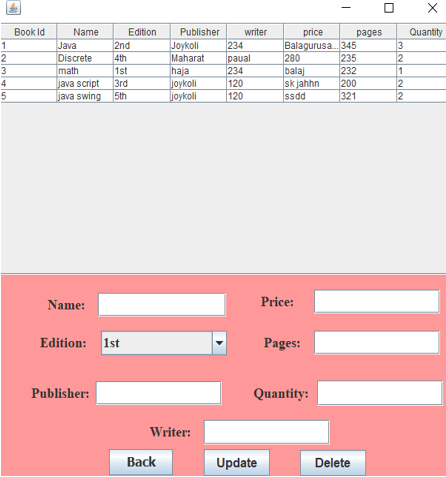 Book Id Name Edition Publisher writer price pages Quantity
1 Java 2nd Joykoli 234 Balagurusa... 345 3
2 Discrete 4th Maharat paual 280 235 2
3 math 1st haja 234 balaj 232 1
4 java script 3rd joykoli 120 sk jahhn 200 2
5 java swing 5th joykoli 120 ssdd 321 2
Name: Price:
Edition: 1st Pages:
Publisher: Quantity:
Writer:
Back Update Delete